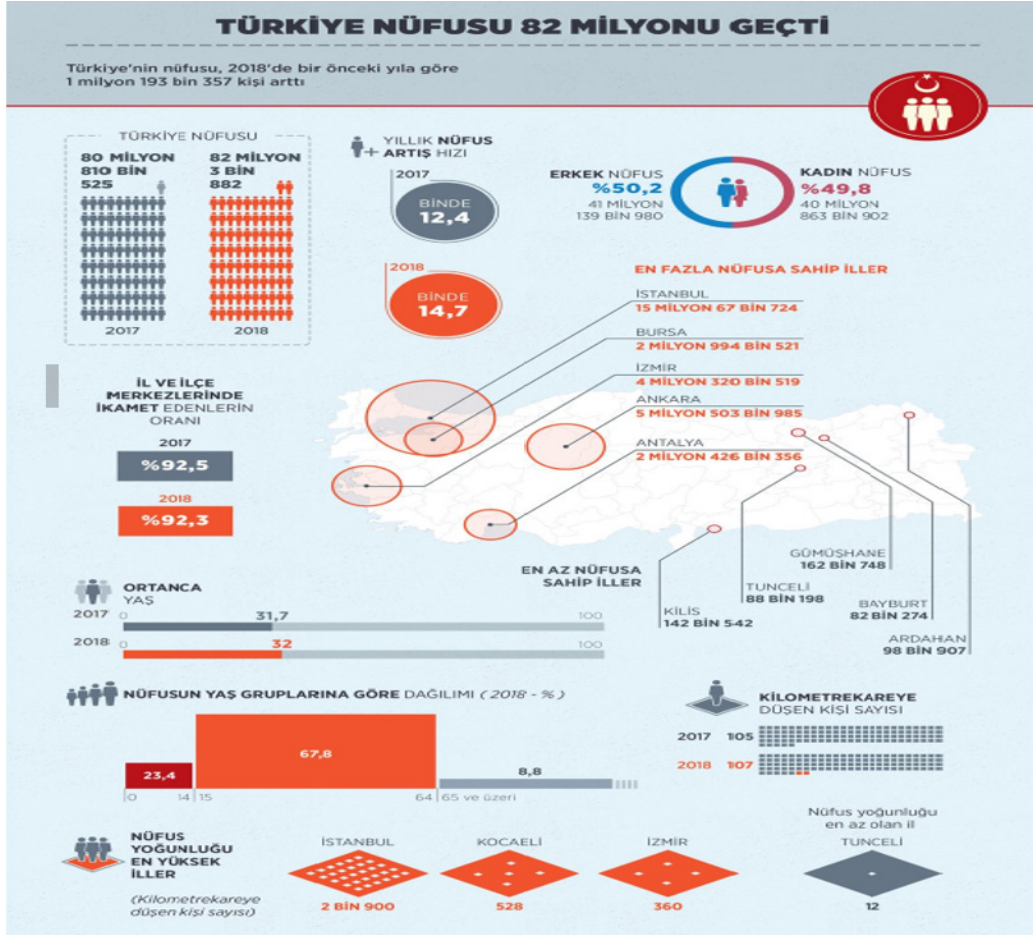 TÜRKİYE NÜFUSU 82 MİLYONU GEÇTİ
Türkiye'nin nüfusu, 2018'de bir önceki yıla göre
1 milyon 193 bin 357 kişi arttı
TÜRKİYE NÜFUSU
80 MİLYON
810 BİN
525
2017
82 MİLYON
3 BİN
882
2018
YILLIK NÜFUS
ARTIŞ HIZI
2017
BİNDE
12,4
2018
BİNDE
14,7
ERKEK NÜFUS
%50,2
41 MİLYON
139 BİN 980
KADIN NÜFUS
%49,8
40 MİLYON
863 BİN 902
EN FAZLA NÜFUSA SAHİP İLLER
İSTANBUL
15 MİLYON 67 BİN 724
BURSA
2 MİLYON 994 BİN 521
İZMİR
4 MİLYON 320 BİN 519
ANKARA
5 MİLYON 503 BİN 985
ANTALYA
2 MİLYON 426 BİN 356
İL VE İLÇE
MERKEZLERİNDE
İKAMET EDENLERİN
ORANI
2017
%92,5
2018
%92,3
EN AZ NÜFUSA
SAHİP İLLER
KİLİS
142 BİN 542
TUNCELİ
88 BİN 198
GÜMÜŞHANE
162 BİN 748
BAYBURT
82 BİN 274
ARDAHAN
98 BİN 907
ORTANCA
YAŞ
2017 0 31,7 100
2018 0 32 100
NÜFUSUN YAŞ GRUPLARINA GÖRE DAĞILIMI ( 2018 - % )
23,4
67,8
8,8
0 14 15 64 65 ve üzeri
KİLOMETREKAREYE
DÜŞEN KİŞİ SAYISI
2017 105
2018 107
NÜFUS
YOĞUNLUĞU
EN YÜKSEK
İLLER
(Kilometrekareye
düşen kişi sayısı)
İSTANBUL
2 BİN 900
KOCAELİ
528
İZMİR
360
Nüfus yoğunluğu
en az olan il
TUNCELİ
12